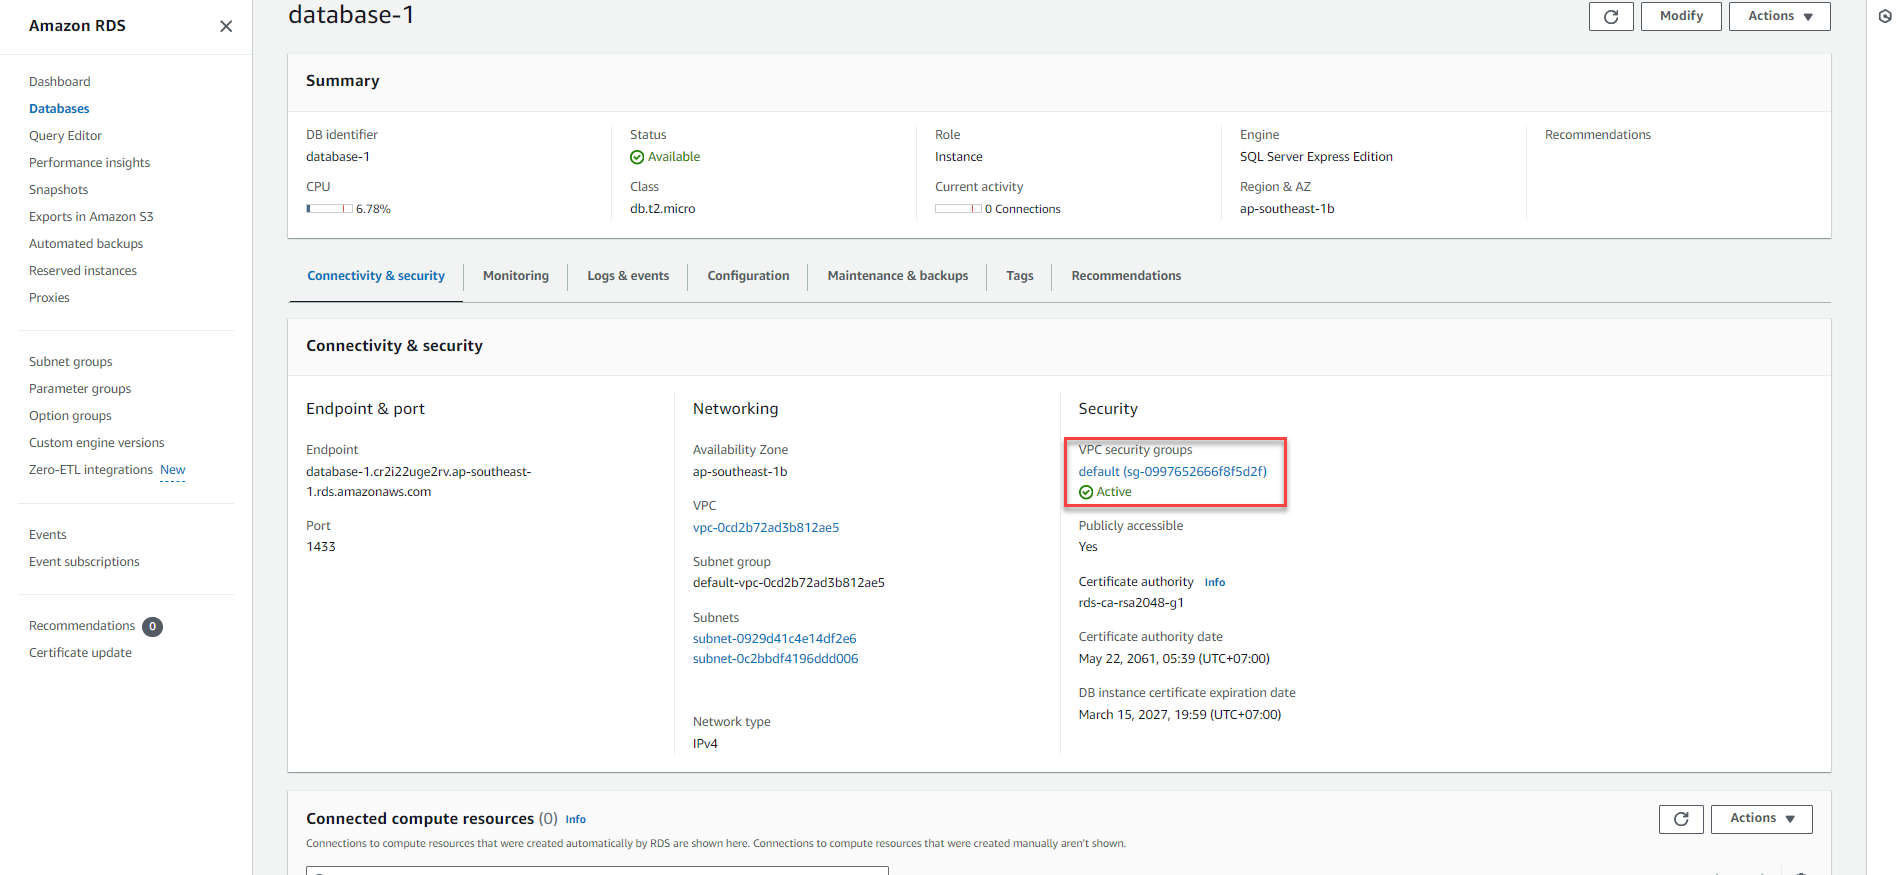 Amazon RDS
Dashboard
Databases
Query Editor
Performance insights
Snapshots
Exports in Amazon S3
Automated backups
Reserved instances
Proxies
Subnet groups
Parameter groups
Option groups
Custom engine versions
Zero-ETL integrations New
Events
Event subscriptions
Recommendations 0
Certificate update
database-1
Modify
Actions
Summary
DB identifier
database-1
CPU
6.78%
Status
Available
Class
db.t2.micro
Role
Instance
Current activity
0 Connections
Engine
SQL Server Express Edition
Region & AZ
ap-southeast-1b
Recommendations
Connectivity & security
Monitoring
Logs & events
Configuration
Maintenance & backups
Tags
Recommendations
Connectivity & security
Endpoint & port
Endpoint
database-1.cr2i22uge2rv.ap-southeast-
1.rds.amazonaws.com
Port
1433
Networking
Availability Zone
ap-southeast-1b
VPC
vpc-0cd2b72ad3b812ae5
Subnet group
default-vpc-0cd2b72ad3b812ae5
Subnets
subnet-0929d41c4e14df2e6
subnet-0c2bbdf4196ddd006
Network type
IPv4
Security
VPC security groups
default (sg-0997652666f8f5d2f)
Active
Publicly accessible
Yes
Certificate authority Info
rds-ca-rsa2048-g1
Certificate authority date
May 22, 2061, 05:39 (UTC+07:00)
DB instance certificate expiration date
March 15, 2027, 19:59 (UTC+07:00)
Connected compute resources (0) Info
Actions
Connections to compute resources that were created automatically by RDS are shown here. Connections to compute resources that were created manually aren't shown.